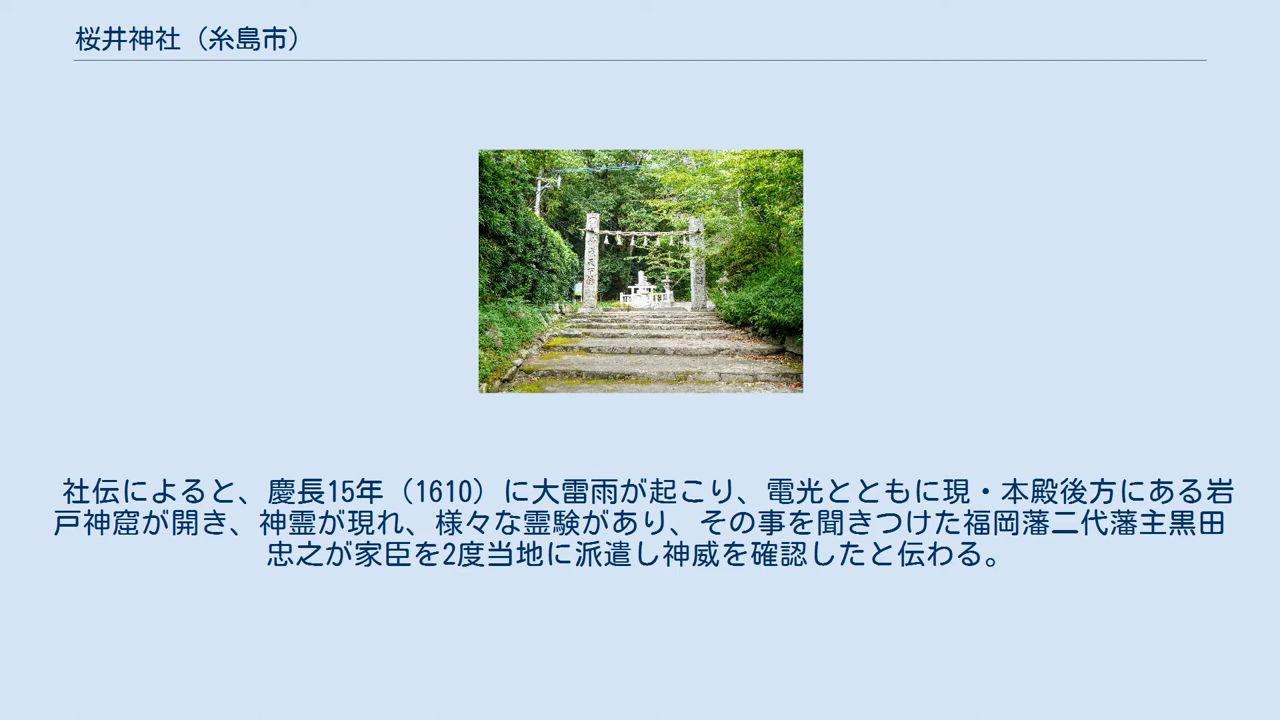 桜井神社（糸島市）
社伝によると、慶長15年（1610）に大雷雨が起こり、電光とともに現・本殿後方にある岩
戸神窟が開き、神霊が現れ、様々な霊験があり、その事を聞きつけた福岡藩二代藩主黒田
忠之が家臣を2度当地に派遣し神威を確認したと伝わる。